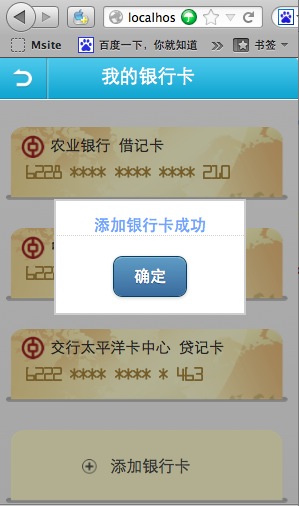 localhos
Msite 百度一下，你就知道 » 书签
我的银行卡
农业银行 借记卡
6228 **** **** **** 210
添加银行卡成功
确定
交行太平洋卡中心 贷记卡
6222 **** **** * 463
添加银行卡